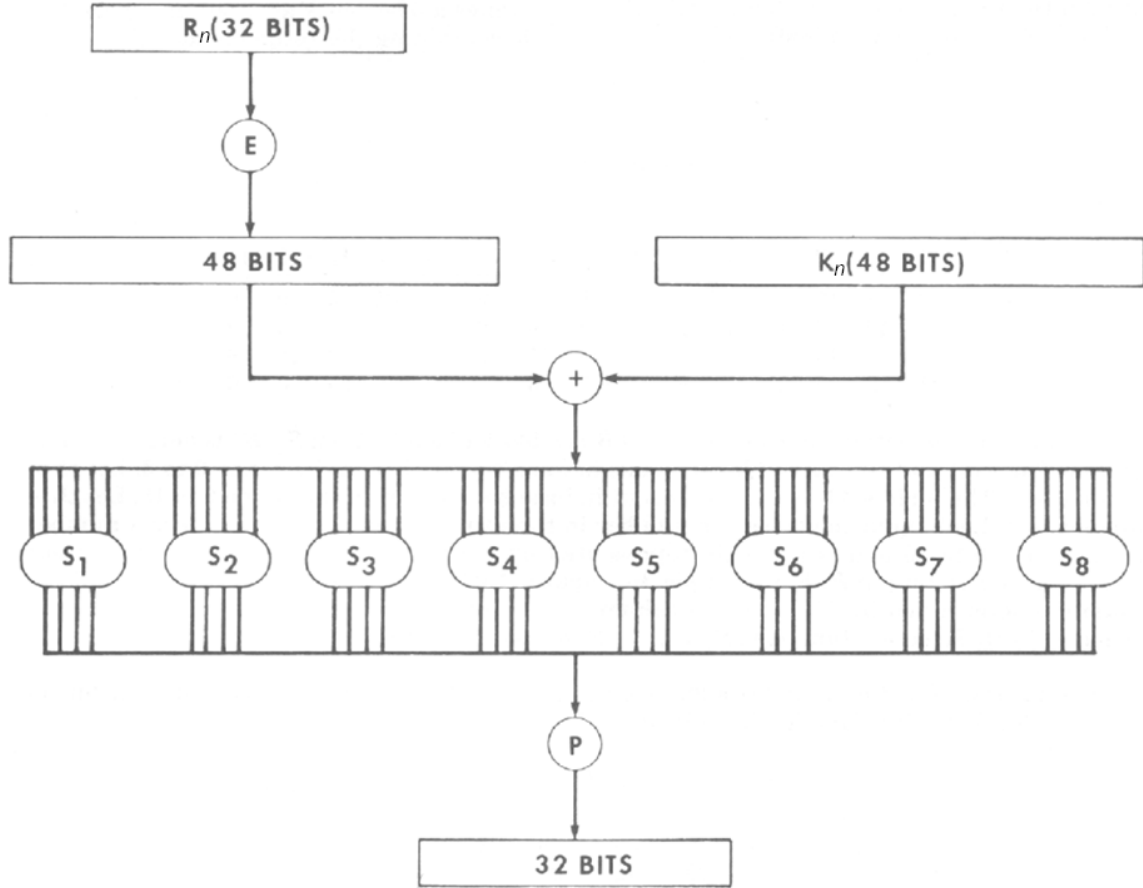 Rn(32 BITS)
E
48 BITS
Kn(48 BITS)
+
S1 S2 S3 S4 S5 S6 S7 S8
P
32 BITS